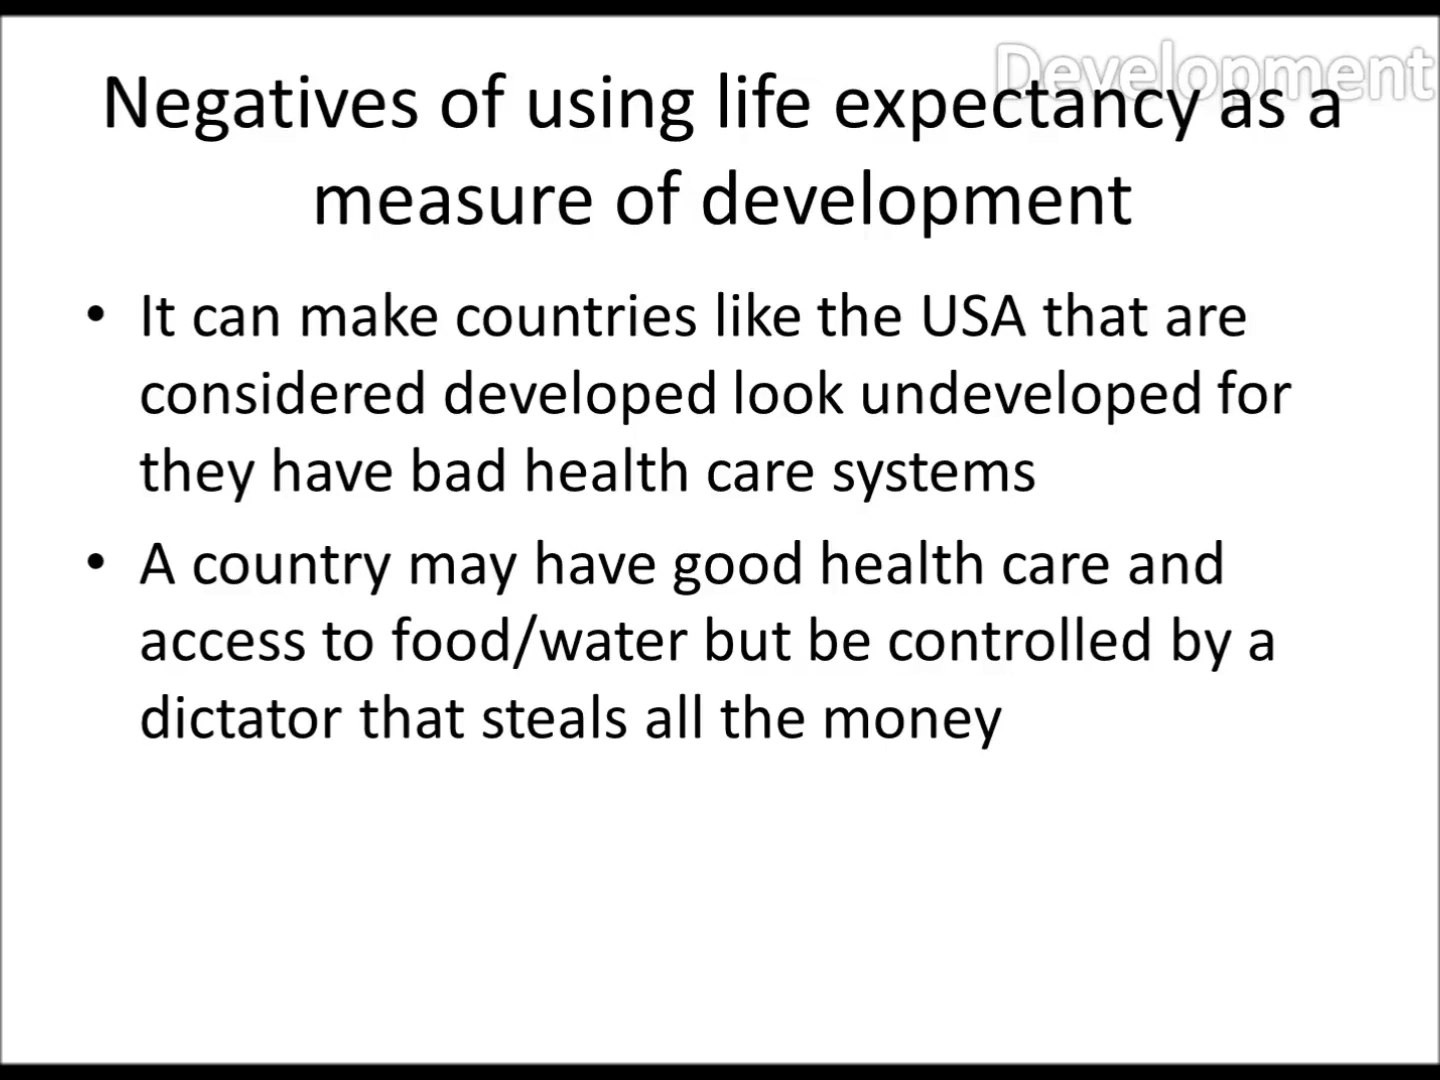 Development
Negatives of using life expectancy as a
measure of development
• It can make countries like the USA that are
considered developed look undeveloped for
they have bad health care systems
• A country may have good health care and
access to food/water but be controlled by a
dictator that steals all the money